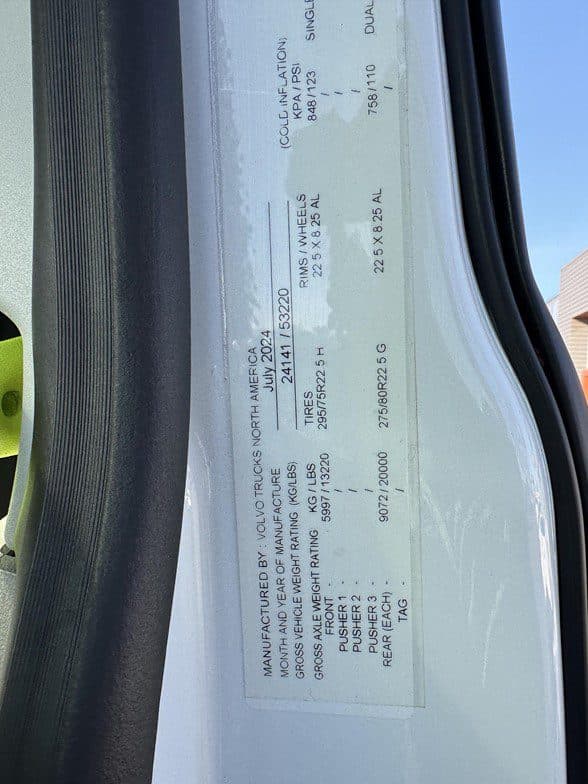 MANUFACTURED BY : VOLVO TRUCKS NORTH AMERICA
MONTH AND YEAR OF MANUFACTURE July 2024
GROSS VEHICLE WEIGHT RATING (KG/LBS) 24141 / 53220 (COLD INFLATION)
GROSS AXLE WEIGHT RATING KG / LBS TIRES RIMS / WHEELS KPA / PSI
FRONT - 5997 / 13220 295/75R22 5 H 22 5 X 8 25 AL 848 / 123 SINGLE
PUSHER 1 - / /
PUSHER 2 - / /
PUSHER 3 - / /
REAR (EACH) - 9072 / 20000 275/80R22 5 G 22 5 X 8 25 AL 758 / 110 DUAL
TAG - / /